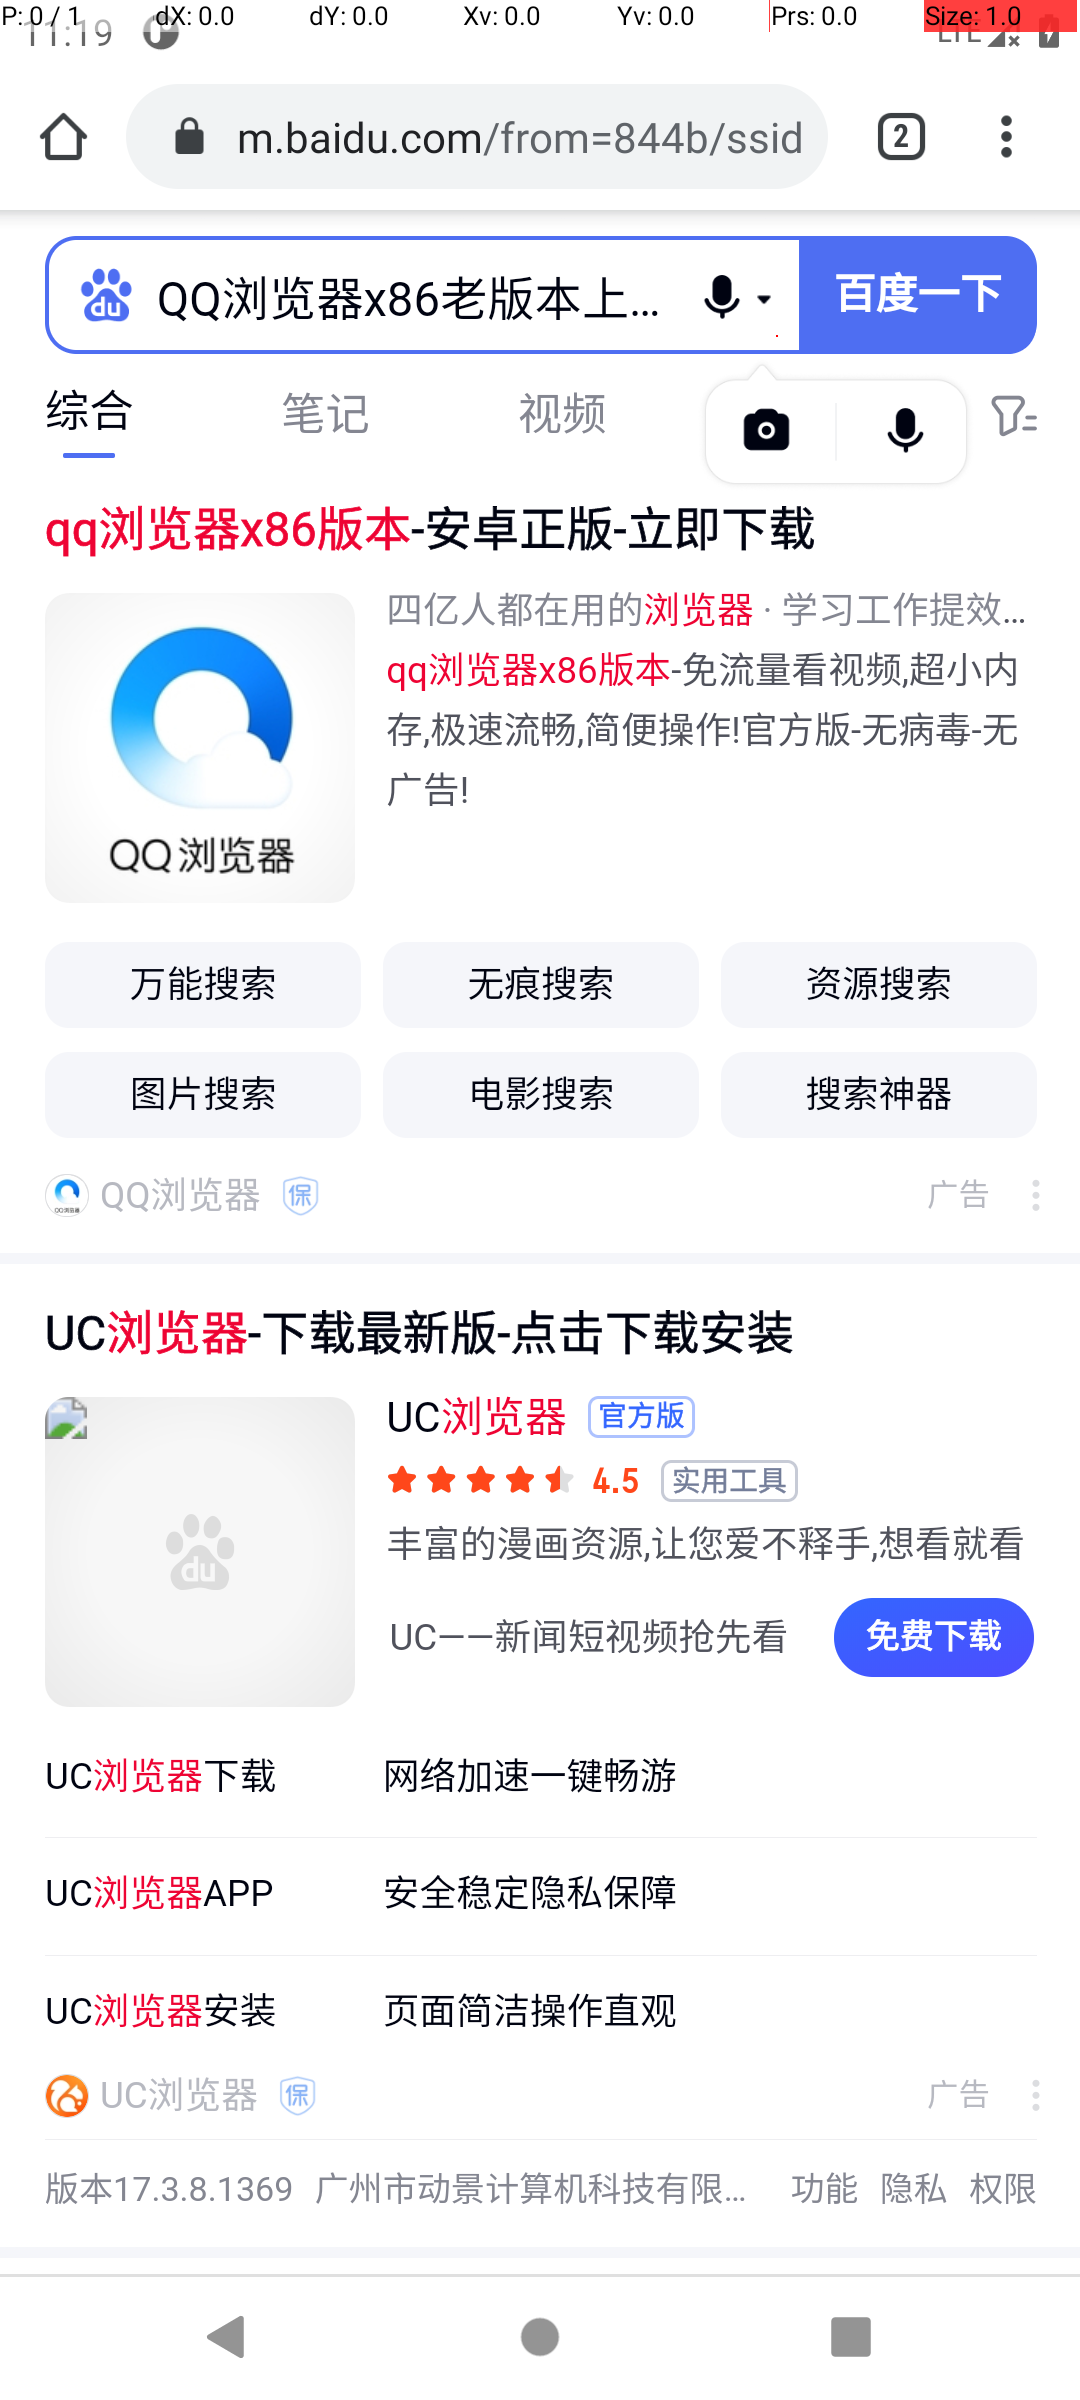 P: 0 / 1 dX: 0.0 dY: 0.0 Xv: 0.0 Yv: 0.0 Prs: 0.0 Size: 1.0
11:19 LTE
m.baidu.com/from=844b/ssid 2
du QQ浏览器x86老版本上... 百度一下
综合 笔记 视频
qq浏览器x86版本-安卓正版-立即下载
四亿人都在用的浏览器 · 学习工作提效...
qq浏览器x86版本-免流量看视频,超小内
存,极速流畅,简便操作!官方版-无病毒-无
广告!
QQ浏览器
万能搜索 无痕搜索 资源搜索
图片搜索 电影搜索 搜索神器
QQ浏览器 保 广告
UC浏览器-下载最新版-点击下载安装
UC浏览器 官方版
4.5 实用工具
丰富的漫画资源,让您爱不释手,想看就看
du
UC——新闻短视频抢先看 免费下载
UC浏览器下载 网络加速一键畅游
UC浏览器APP 安全稳定隐私保障
UC浏览器安装 页面简洁操作直观
UC浏览器 保 广告
版本17.3.8.1369 广州市动景计算机科技有限... 功能 隐私 权限